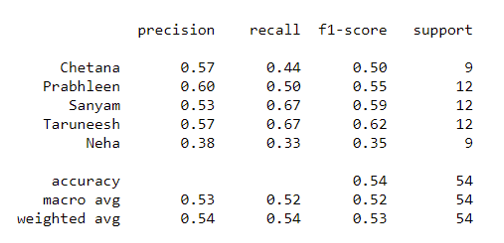 precision recall f1-score support
Chetana 0.57 0.44 0.50 9
Prabhleen 0.60 0.50 0.55 12
Sanyam 0.53 0.67 0.59 12
Taruneesh 0.57 0.67 0.62 12
Neha 0.38 0.33 0.35 9
accuracy 0.54 54
macro avg 0.53 0.52 0.52 54
weighted avg 0.54 0.54 0.53 54